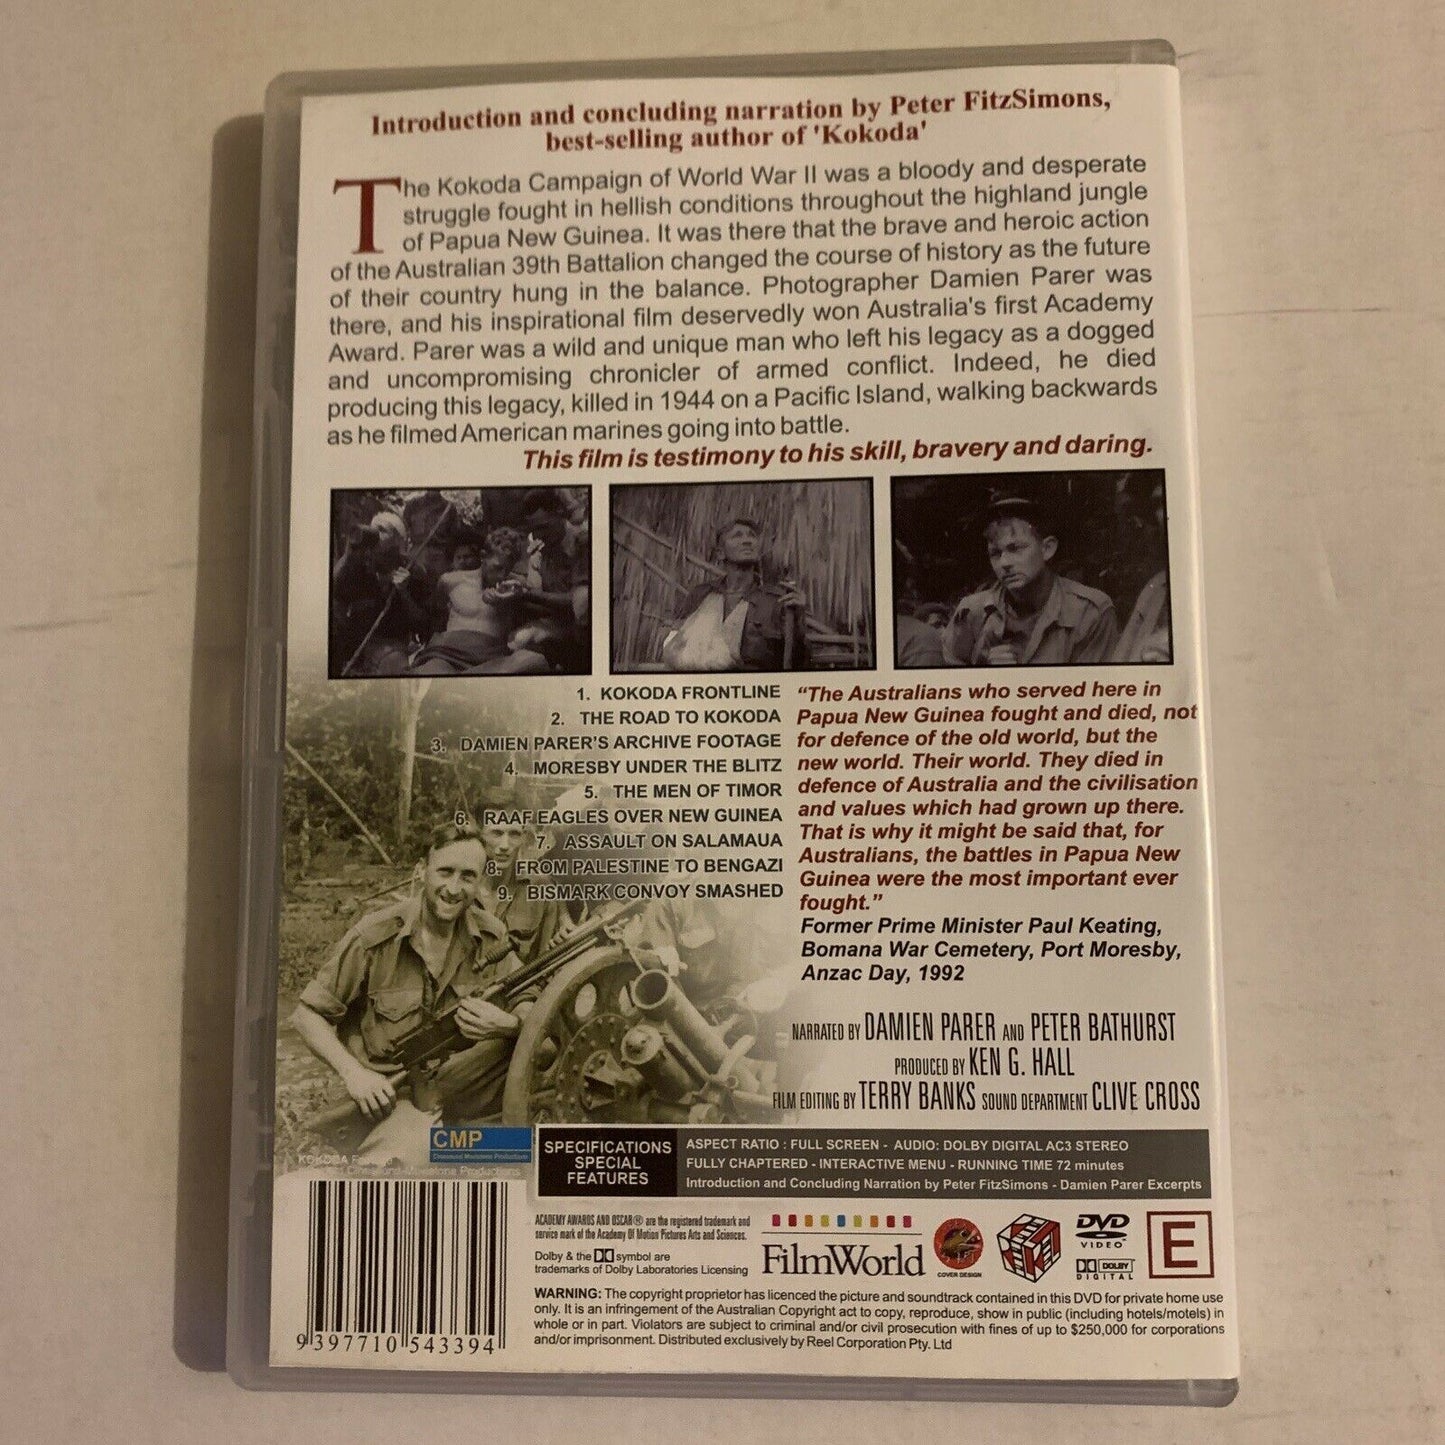 Introduction and concluding narration by Peter FitzSimons,
best-selling author of 'Kokoda'
The Kokoda Campaign of World War II was a bloody and desperate
struggle fought in hellish conditions throughout the highland jungle
of Papua New Guinea. It was there that the brave and heroic action
of the Australian 39th Battalion changed the course of history as the future
of their country hung in the balance. Photographer Damien Parer was
there, and his inspirational film deservedly won Australia's first Academy
Award. Parer was a wild and unique man who left his legacy as a dogged
and uncompromising chronicler of armed conflict. Indeed, he died
producing this legacy, killed in 1944 on a Pacific Island, walking backwards
as he filmed American marines going into battle.
This film is testimony to his skill, bravery and daring.
1. KOKODA FRONTLINE
2. THE ROAD TO KOKODA
3. DAMIEN PARER'S ARCHIVE FOOTAGE
4. MORESBY UNDER THE BLITZ
5. THE MEN OF TIMOR
6. RAAF EAGLES OVER NEW GUINEA
7. ASSAULT ON SALAMAUA
8. FROM PALESTINE TO BENGAZI
9. BISMARK CONVOY SMASHED
"The Australians who served here in
Papua New Guinea fought and died, not
for defence of the old world, but the
new world. Their world. They died in
defence of Australia and the civilisation
and values which had grown up there.
That is why it might be said that, for
Australians, the battles in Papua New
Guinea were the most important ever
fought."
Former Prime Minister Paul Keating,
Bomana War Cemetery, Port Moresby,
Anzac Day, 1992
NARRATED BY DAMIEN PARER AND PETER BATHURST
PRODUCED BY KEN G. HALL
FILM EDITING BY TERRY BANKS SOUND DEPARTMENT CLIVE CROSS
CMP
Cinesound Movietone Productions
KOKODA
Cinesound Movietone Productions
SPECIFICATIONS
SPECIAL
FEATURES
ASPECT RATIO : FULL SCREEN - AUDIO: DOLBY DIGITAL AC3 STEREO
FULLY CHAPTERED - INTERACTIVE MENU - RUNNING TIME 72 minutes
Introduction and Concluding Narration by Peter FitzSimons - Damien Parer Excerpts
ACADEMY AWARDS AND OSCAR® are the registered trademark and
service mark of the Academy Of Motion Pictures Arts and Sciences.
Dolby & the symbol are
trademarks of Dolby Laboratories Licensing
FilmWorld
COVER DESIGN
DVD
VIDEO
DOLBY
DIGITAL
E
WARNING: The copyright proprietor has licenced the picture and soundtrack contained in this DVD for private home use
only. It is an infringement of the Australian Copyright act to copy, reproduce, show in public (including hotels/motels) in
whole or in part. Violators are subject to criminal and/or civil prosecution with fines of up to $250,000 for corporations
and/or imprisonment. Distributed exclusively by Reel Corporation Pty. Ltd
9 397710 543394